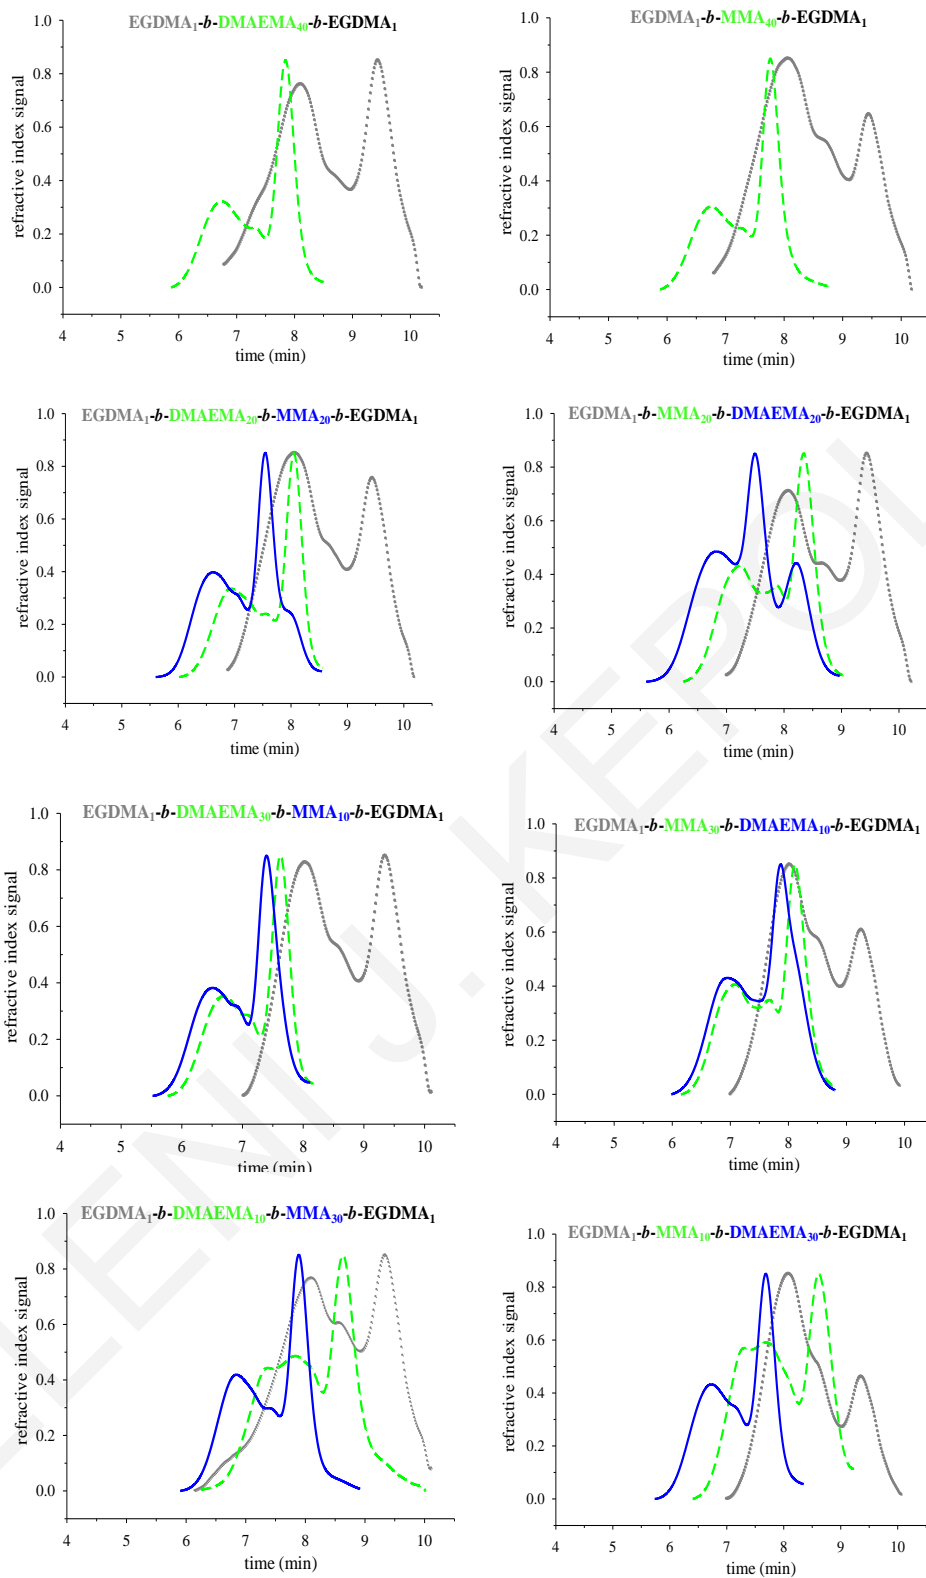 EGDMA₁-b-DMAEMA₄₀-b-EGDMA₁
refractive index signal
1.0
0.8
0.6
0.4
0.2
0.0
4 5 6 7 8 9 10
time (min)
EGDMA₁-b-MMA₄₀-b-EGDMA₁
refractive index signal
1.0
0.8
0.6
0.4
0.2
0.0
4 5 6 7 8 9 10
time (min)
EGDMA₁-b-DMAEMA₂₀-b-MMA₂₀-b-EGDMA₁
refractive index signal
1.0
0.8
0.6
0.4
0.2
0.0
4 5 6 7 8 9 10
time (min)
EGDMA₁-b-MMA₂₀-b-DMAEMA₂₀-b-EGDMA₁
refractive index signal
1.0
0.8
0.6
0.4
0.2
0.0
4 5 6 7 8 9 10
time (min)
EGDMA₁-b-DMAEMA₃₀-b-MMA₁₀-b-EGDMA₁
refractive index signal
1.0
0.8
0.6
0.4
0.2
0.0
4 5 6 7 8 9 10
time (min)
EGDMA₁-b-MMA₃₀-b-DMAEMA₁₀-b-EGDMA₁
refractive index signal
1.0
0.8
0.6
0.4
0.2
0.0
4 5 6 7 8 9 10
time (min)
EGDMA₁-b-DMAEMA₁₀-b-MMA₃₀-b-EGDMA₁
refractive index signal
1.0
0.8
0.6
0.4
0.2
0.0
4 5 6 7 8 9 10
time (min)
EGDMA₁-b-MMA₁₀-b-DMAEMA₃₀-b-EGDMA₁
refractive index signal
1.0
0.8
0.6
0.4
0.2
0.0
4 5 6 7 8 9 10
time (min)